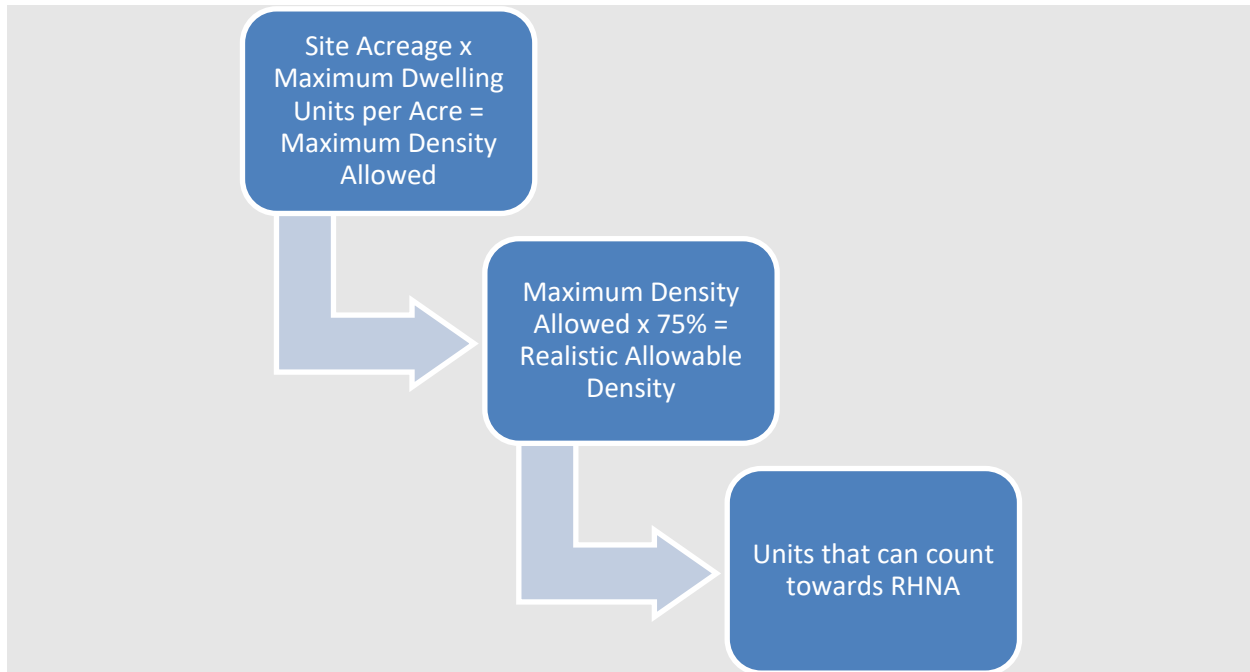 Site Acreage x
Maximum Dwelling
Units per Acre =
Maximum Density
Allowed
Maximum Density
Allowed x 75% =
Realistic Allowable
Density
Units that can count
towards RHNA